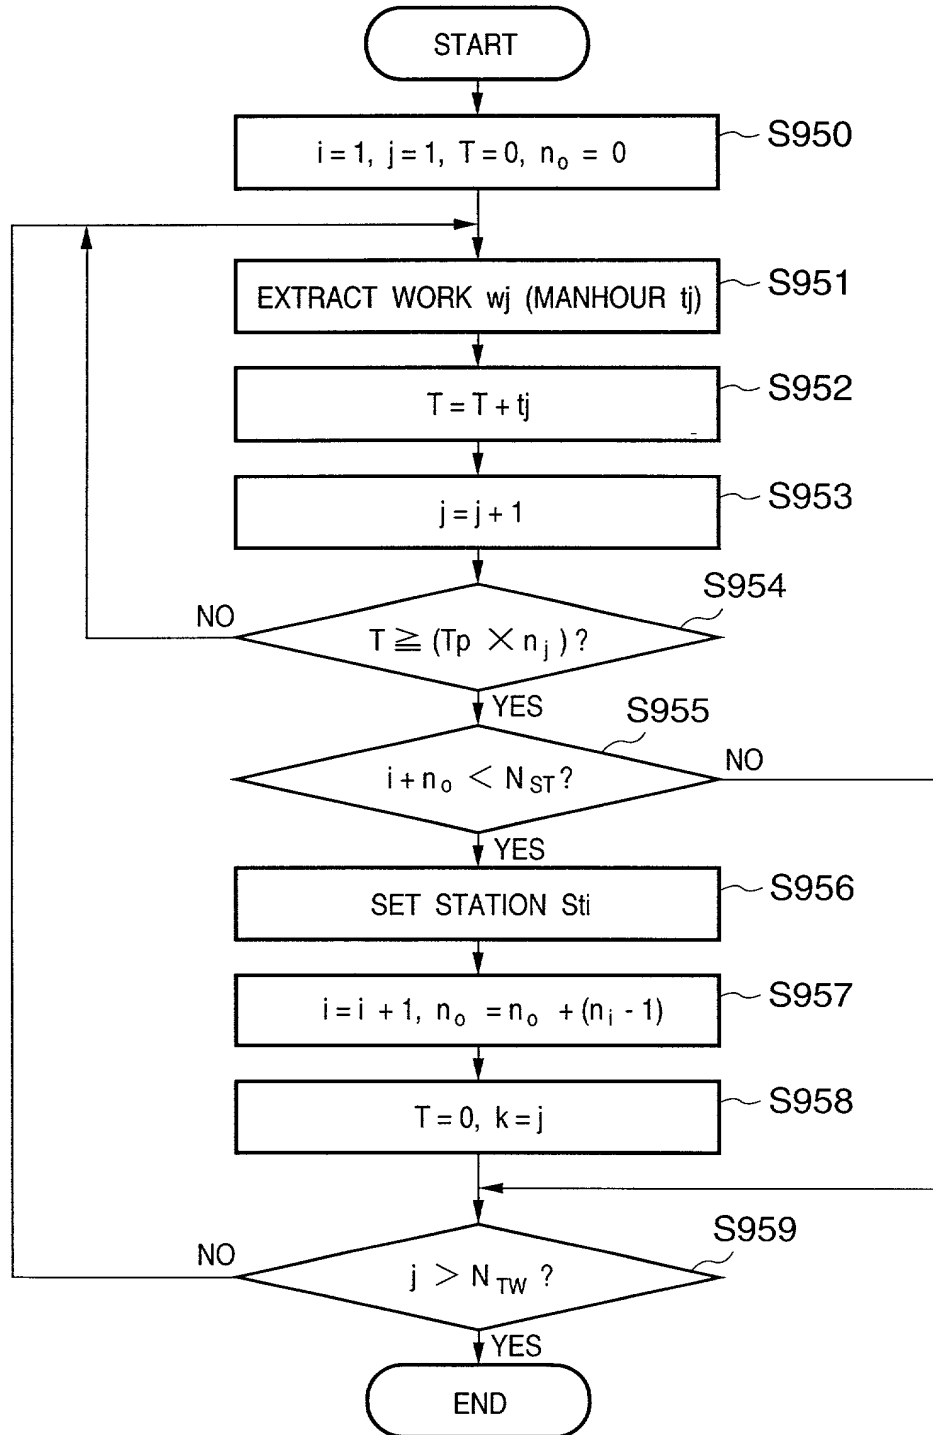 START
i = 1, j = 1, T = 0, n₀ = 0
S950
EXTRACT WORK wj (MANHOUR tj)
S951
T = T + tj
S952
j = j + 1
S953
S954
NO
T ≧ (Tp × nⱼ) ?
YES
S955
i + n₀ < N_ST ?
NO
YES
SET STATION Sti
S956
i = i + 1, n₀ = n₀ + (nᵢ - 1)
S957
T = 0, k = j
S958
S959
NO
j > N_TW ?
YES
END